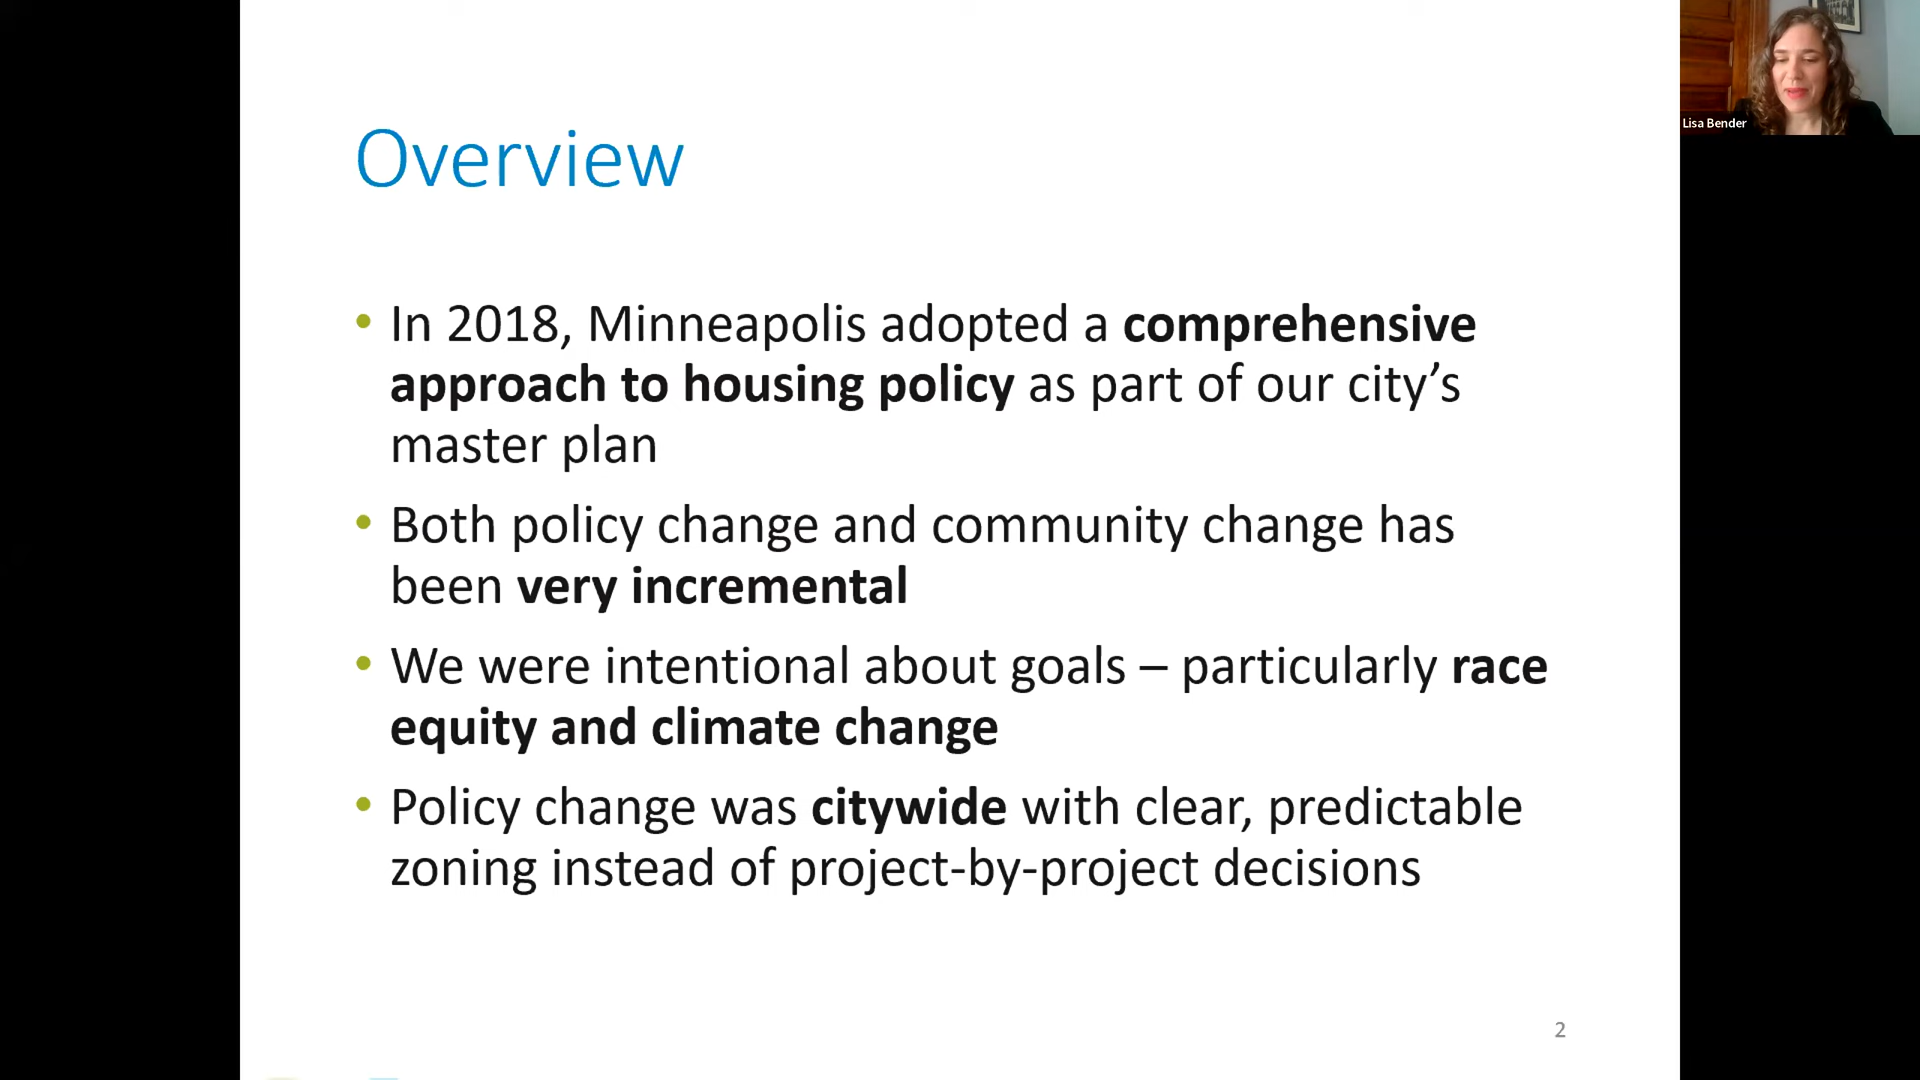 Overview
• In 2018, Minneapolis adopted a comprehensive
approach to housing policy as part of our city’s
master plan
• Both policy change and community change has
been very incremental
• We were intentional about goals – particularly race
equity and climate change
• Policy change was citywide with clear, predictable
zoning instead of project-by-project decisions
2
Lisa Bender